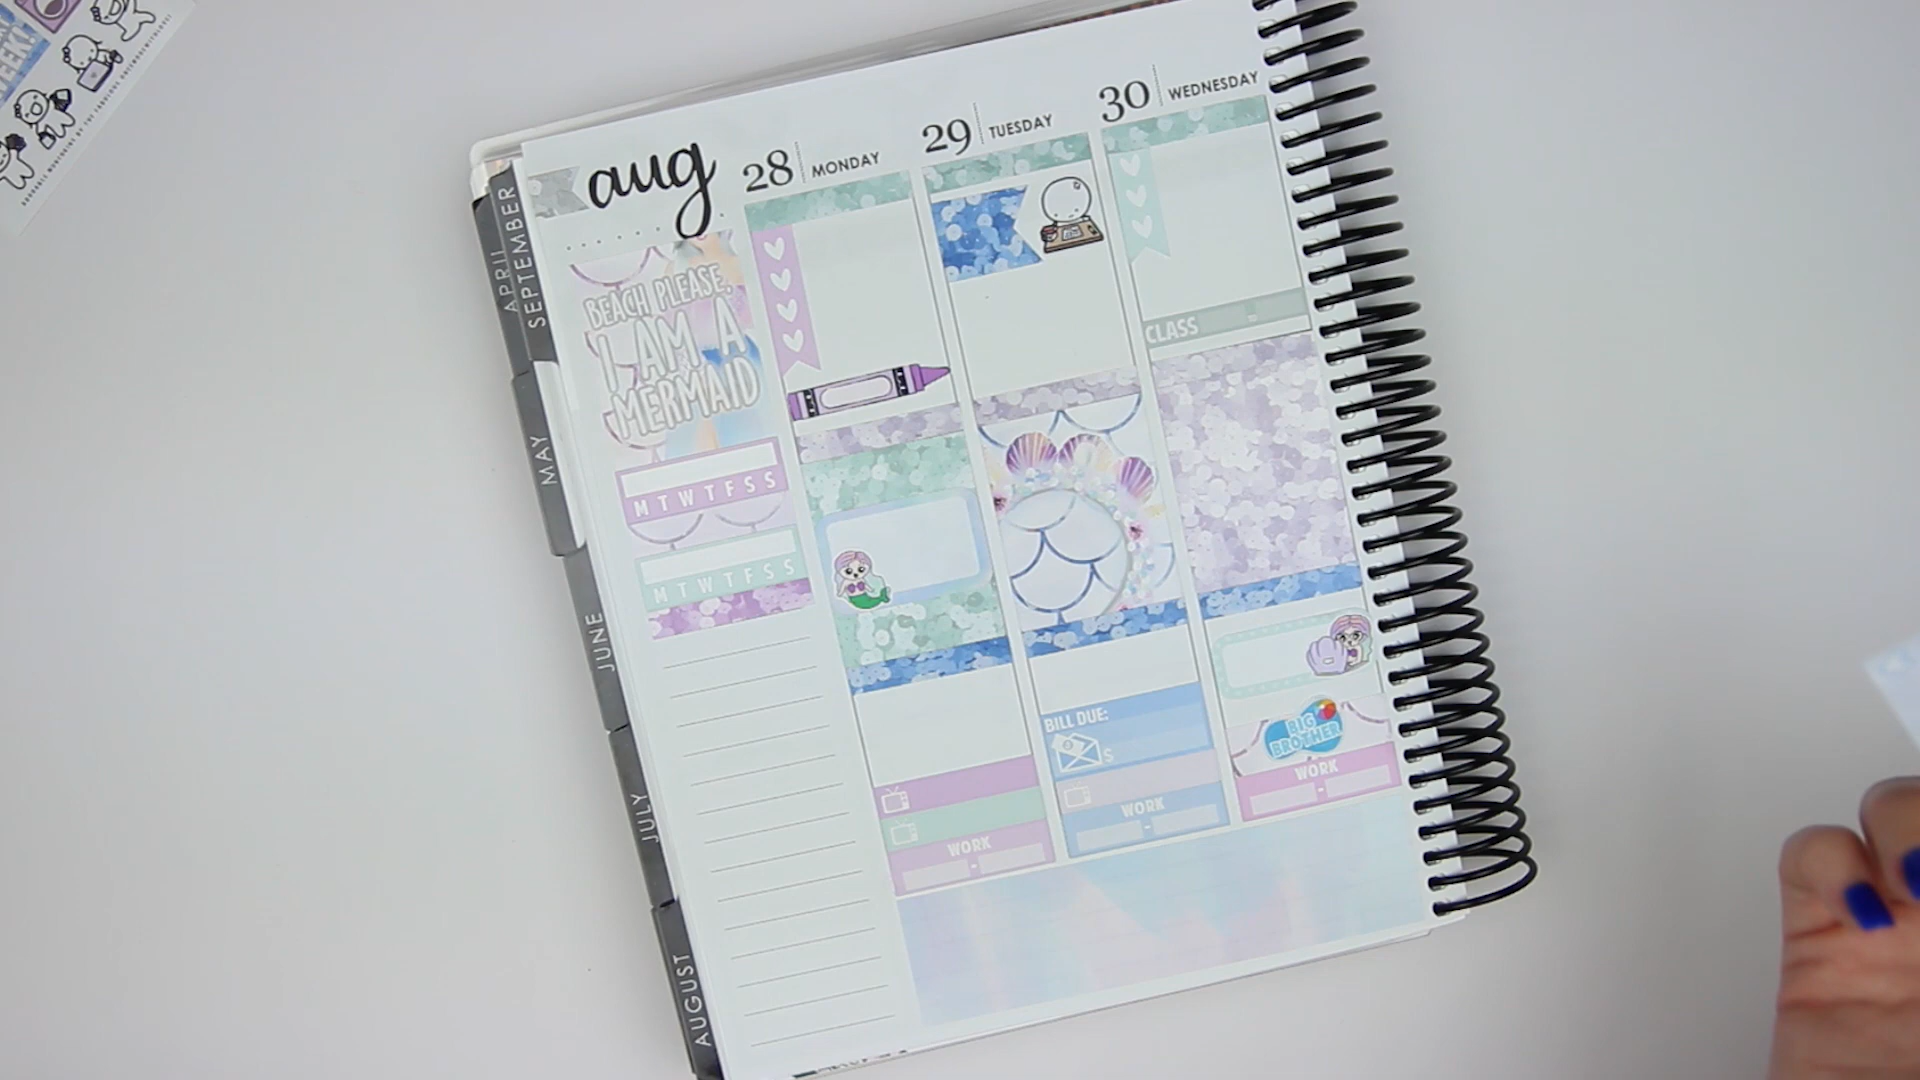 aug
28 MONDAY
29 TUESDAY
30 WEDNESDAY
BEACH PLEASE,
I AM A
MERMAID
M T W T F S S
M T W T F S S
CLASS
TO
BILL DUE:
$
BIG
BROTHER
WORK
WORK
WORK
APRIL
SEPTEMBER
MAY
JUNE
JULY
AUGUST